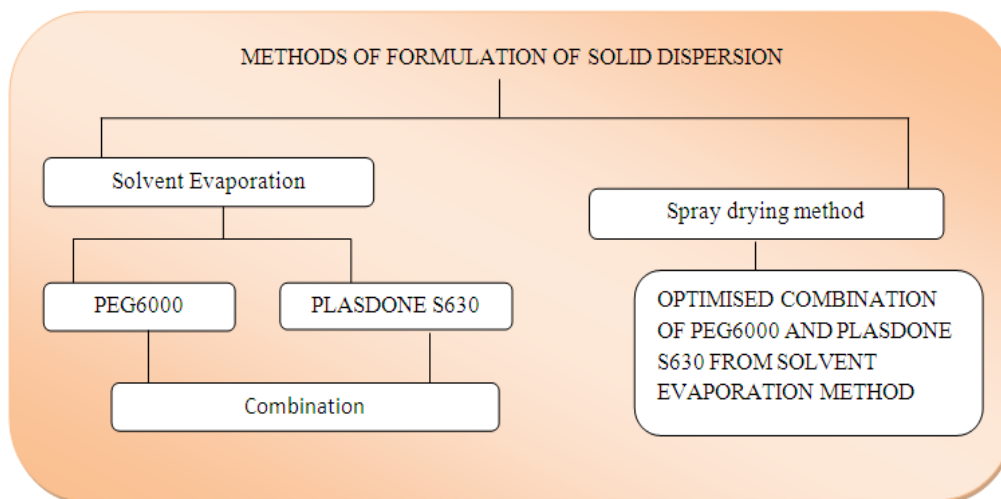 METHODS OF FORMULATION OF SOLID DISPERSION
Solvent Evaporation
Spray drying method
PEG6000
PLASDONE S630
OPTIMISED COMBINATION
OF PEG6000 AND PLASDONE
S630 FROM SOLVENT
EVAPORATION METHOD
Combination